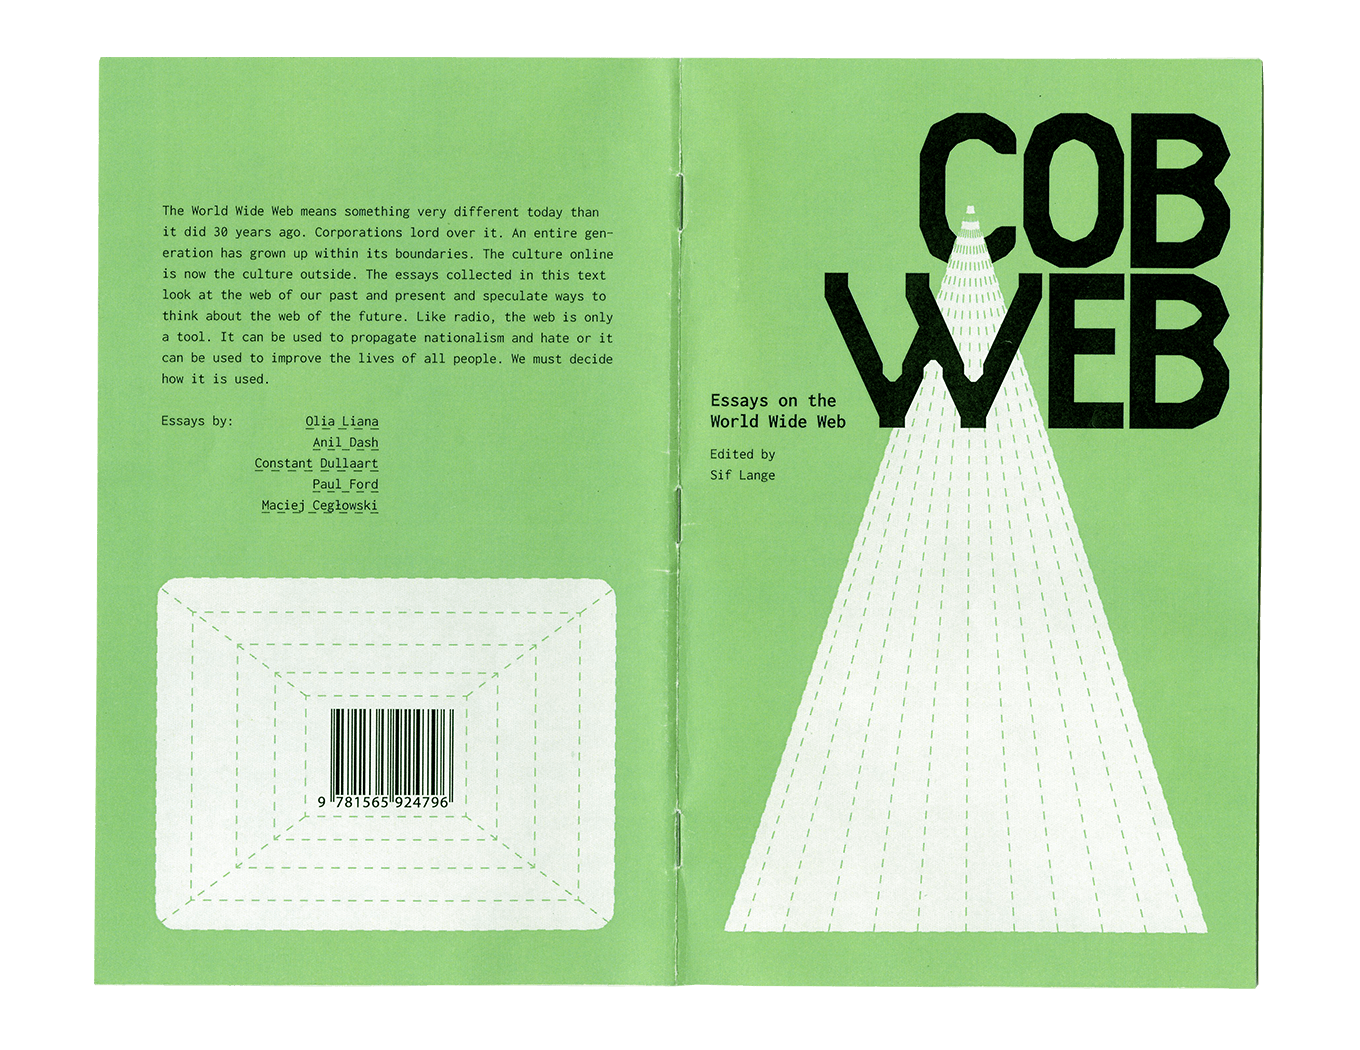 The World Wide Web means something very different today than
it did 30 years ago. Corporations lord over it. An entire gen-
eration has grown up within its boundaries. The culture online
is now the culture outside. The essays collected in this text
look at the web of our past and present and speculate ways to
think about the web of the future. Like radio, the web is only
a tool. It can be used to propagate nationalism and hate or it
can be used to improve the lives of all people. We must decide
how it is used.
Essays by: Olia Liana
Anil Dash
Constant Dullaart
Paul Ford
Maciej Cegłowski
9 781565 924796
COB
WEB
Essays on the
World Wide Web
Edited by
Sif Lange